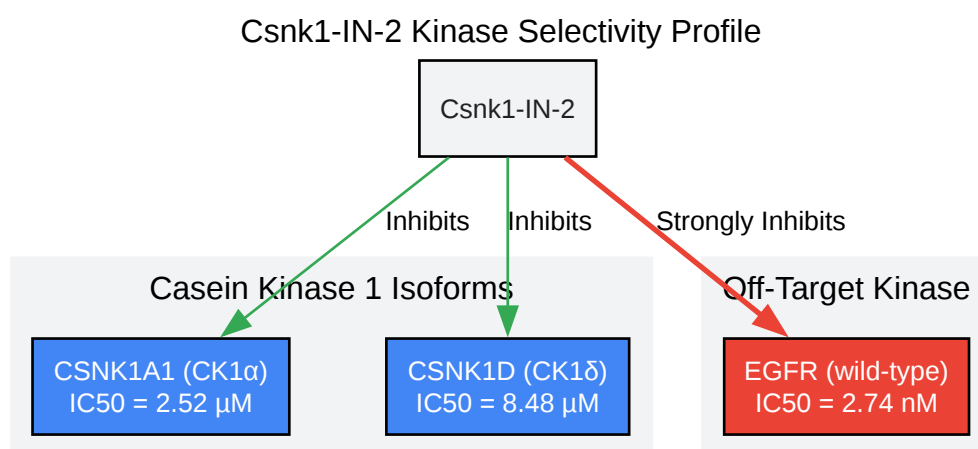 Csnk1-IN-2 Kinase Selectivity Profile
Csnk1-IN-2
Inhibits
Inhibits
Strongly Inhibits
Casein Kinase 1 Isoforms
Off-Target Kinase
CSNK1A1 (CK1α)
IC50 = 2.52 µM
CSNK1D (CK1δ)
IC50 = 8.48 µM
EGFR (wild-type)
IC50 = 2.74 nM